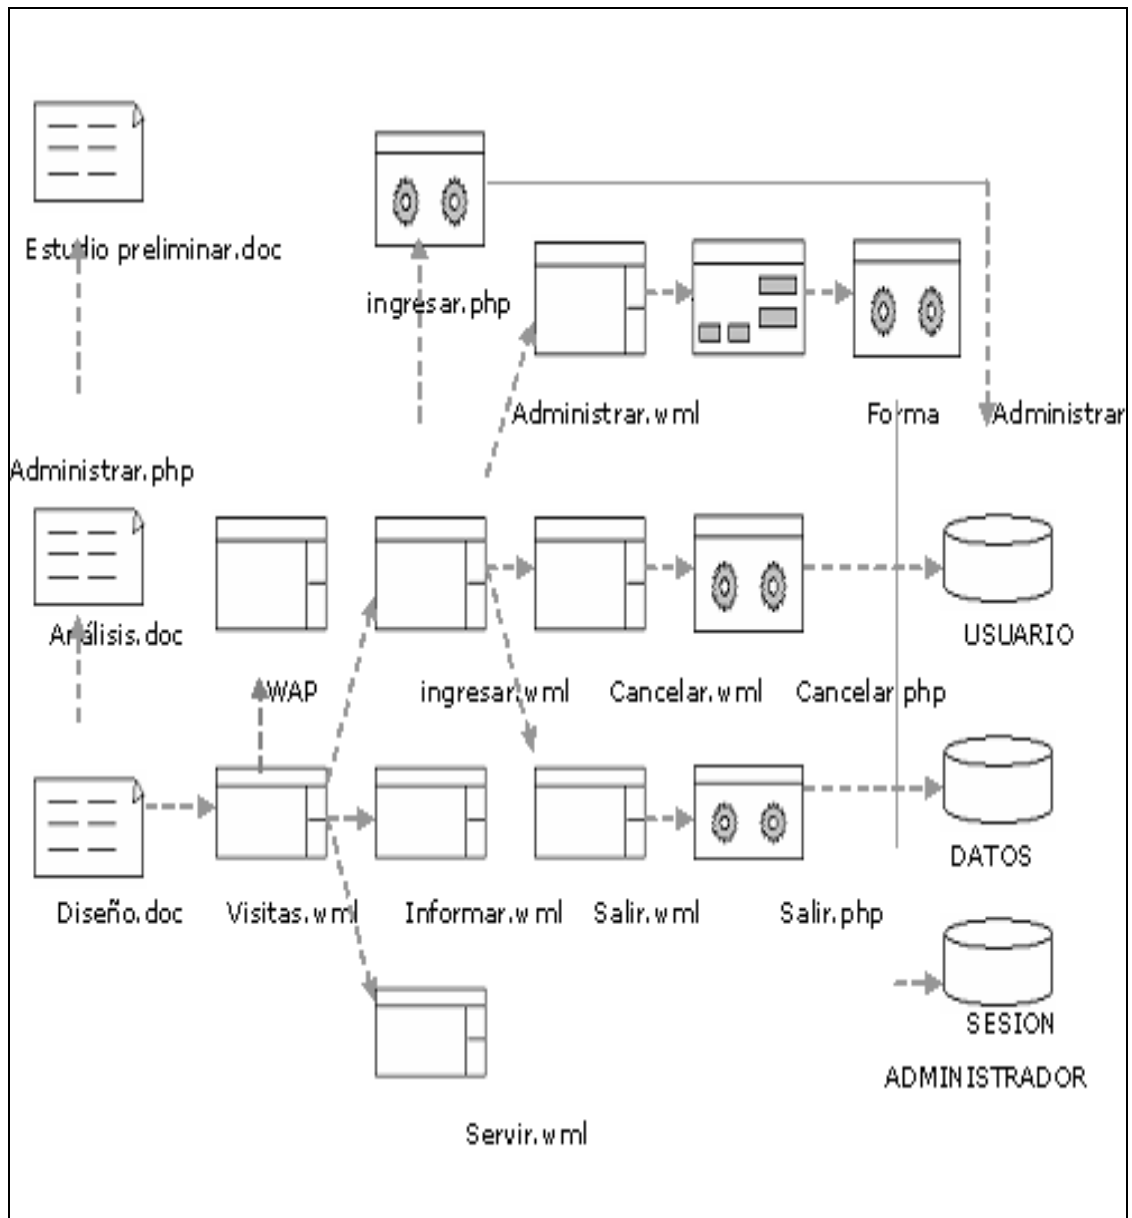 Estudio preliminar.doc
ingresar.php
Administrar.wml
Forma
Administrar
Administrar.php
Análisis.doc
USUARIO
WAP
ingresar.wml
Cancelar.wml
Cancelar.php
DATOS
Diseño.doc
Visitas.wml
Informar.wml
Salir.wml
Salir.php
SESION
ADMINISTRADOR
Servir.wml